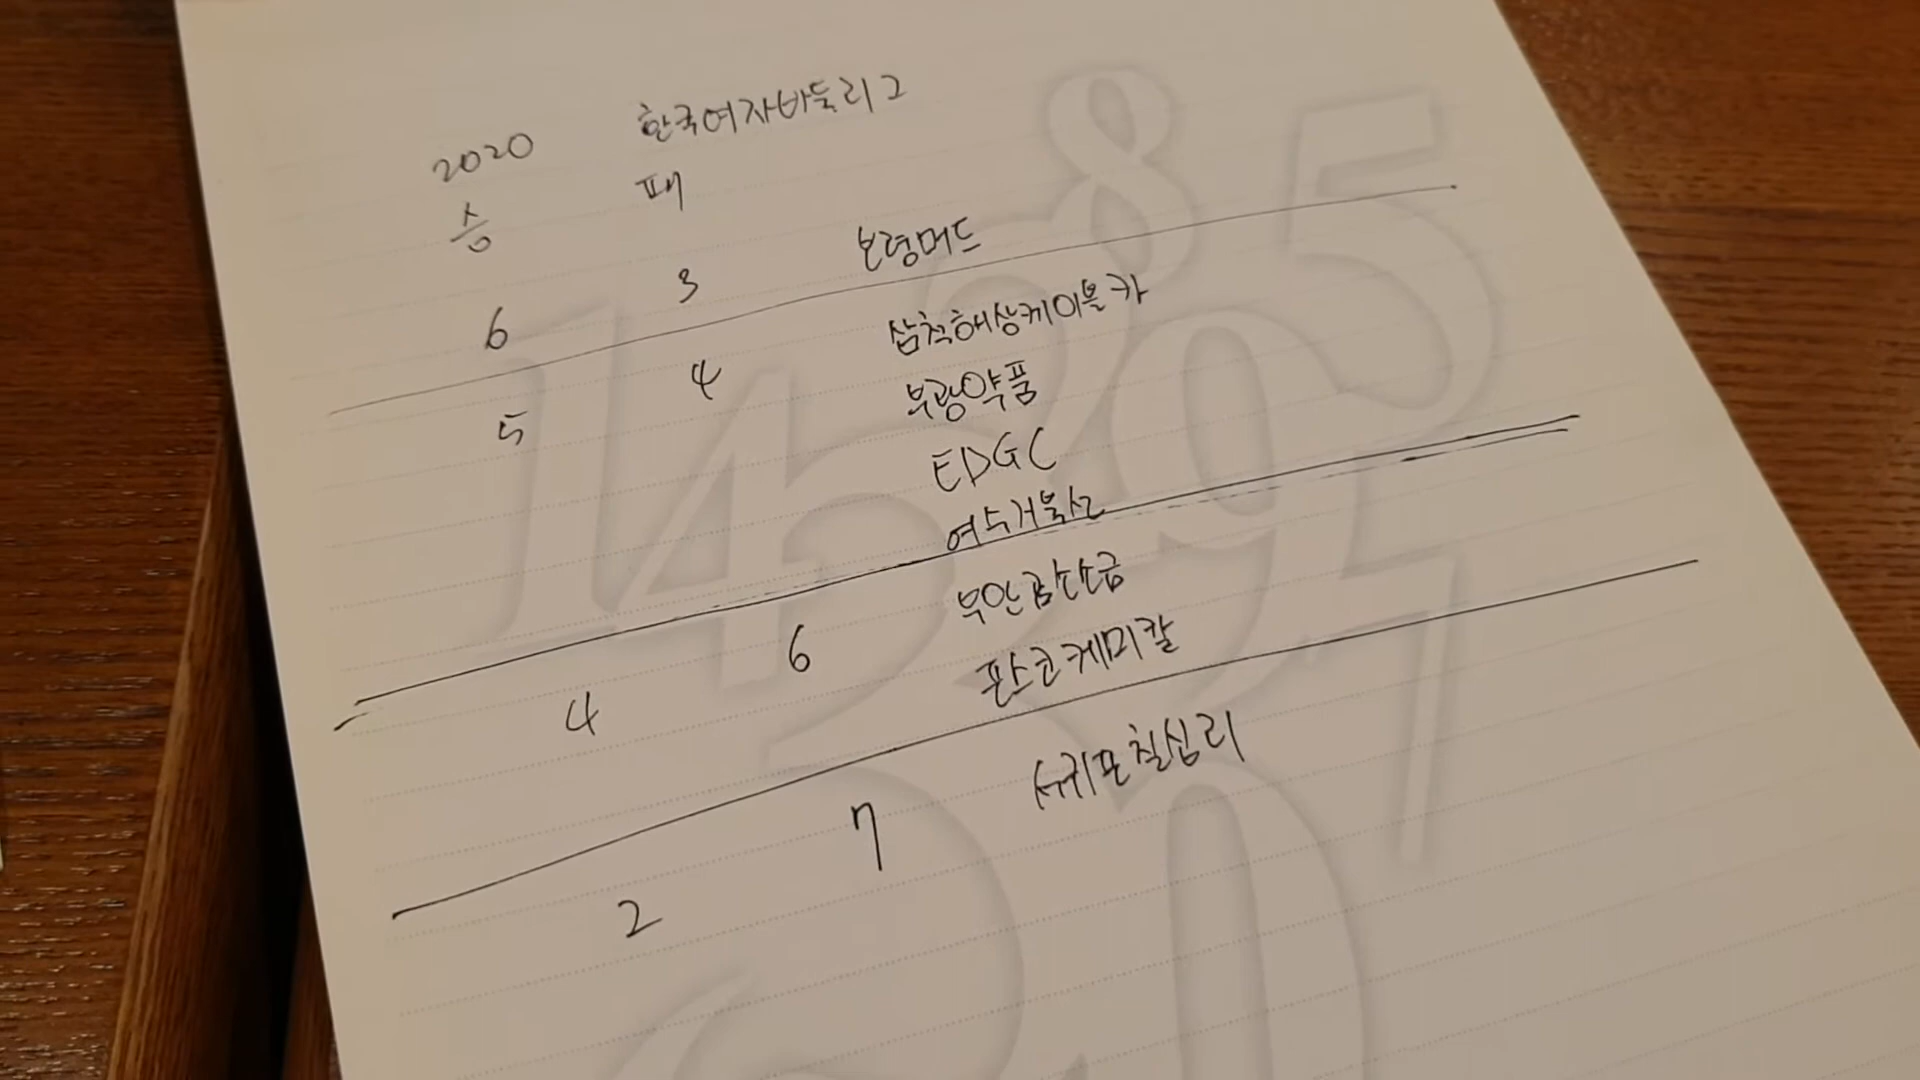 2020 한국여자바둑리그
승 패
6 3 보령머드
5 4 삼척해상케이블카
부광약품
EDGC
여수거북선
4 6 부안곰소소금
포스코케미칼
2 7 서귀포칠십리